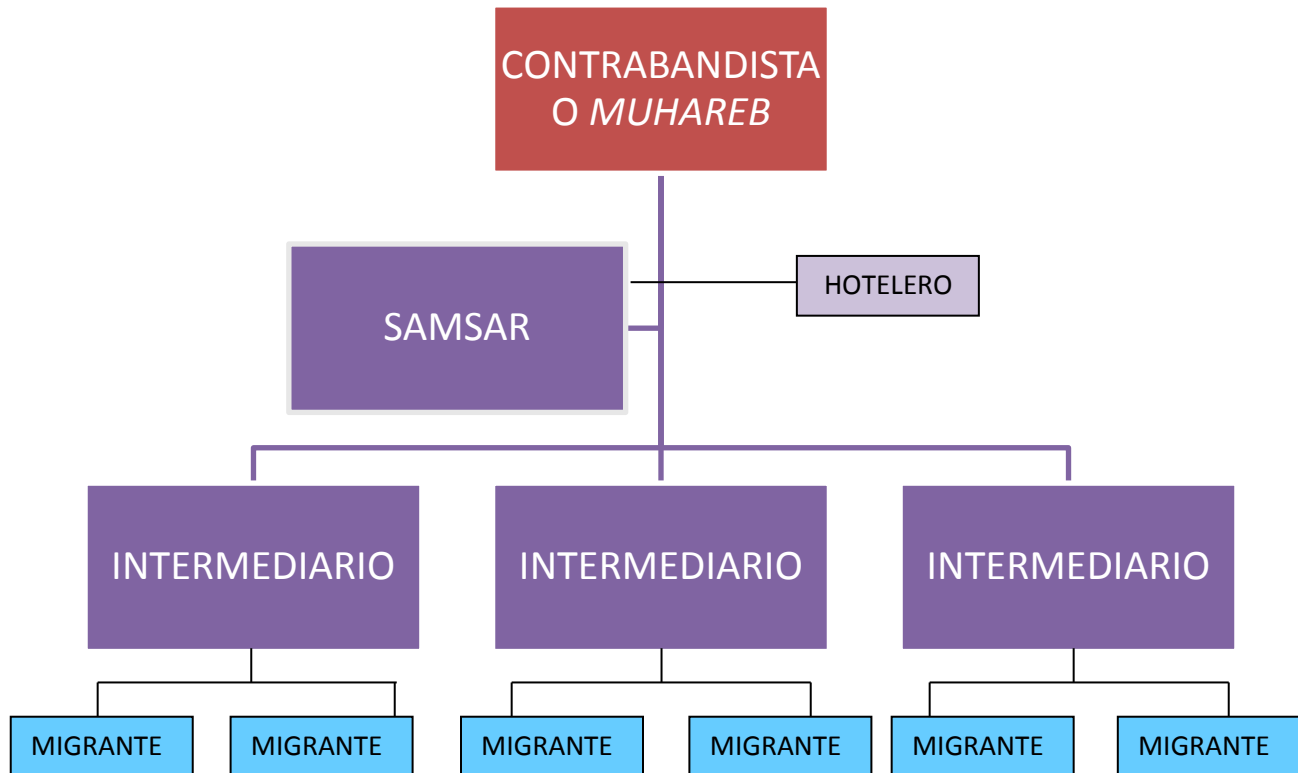 CONTRABANDISTA
O MUHAREB
HOTELERO
SAMSAR
INTERMEDIARIO
INTERMEDIARIO
INTERMEDIARIO
MIGRANTE
MIGRANTE
MIGRANTE
MIGRANTE
MIGRANTE
MIGRANTE